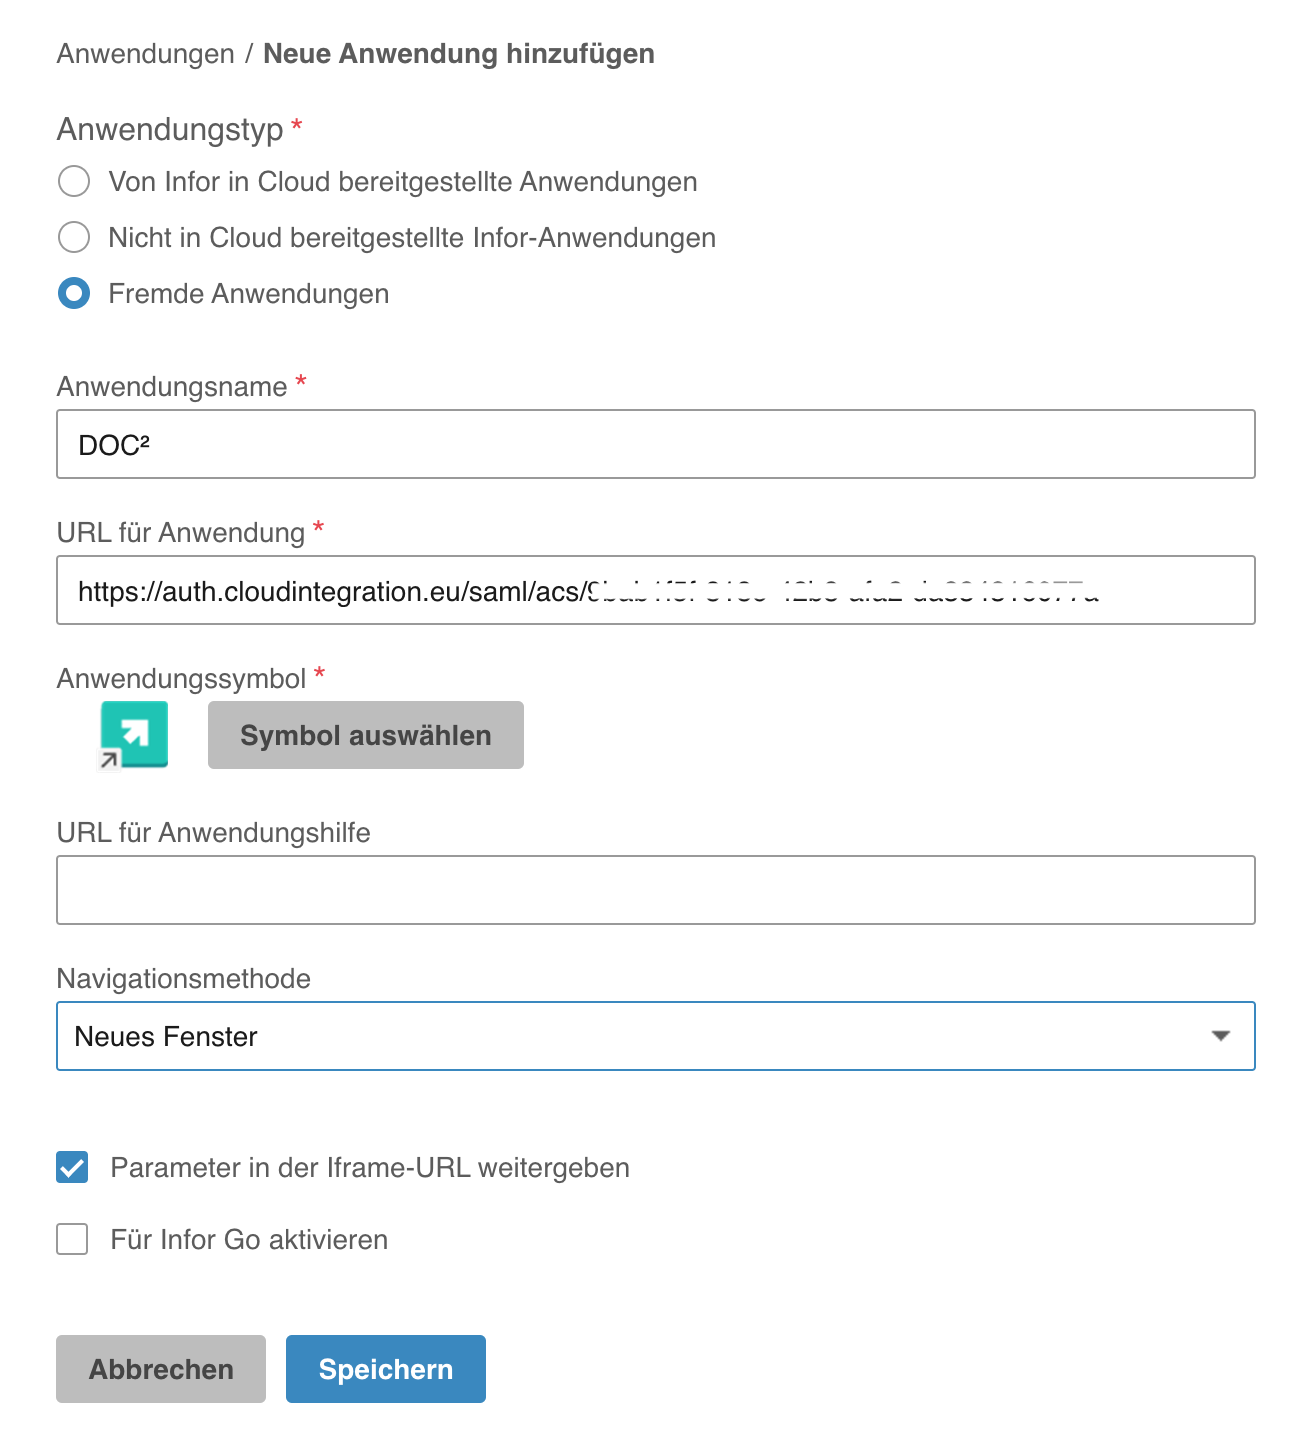 Anwendungen / Neue Anwendung hinzufügen
Anwendungstyp *
Von Infor in Cloud bereitgestellte Anwendungen
Nicht in Cloud bereitgestellte Infor-Anwendungen
Fremde Anwendungen
Anwendungsname *
DOC²
URL für Anwendung *
https://auth.cloudintegration.eu/saml/acs/
Anwendungssymbol *
Symbol auswählen
URL für Anwendungshilfe
Navigationsmethode
Neues Fenster
Parameter in der Iframe-URL weitergeben
Für Infor Go aktivieren
Abbrechen Speichern